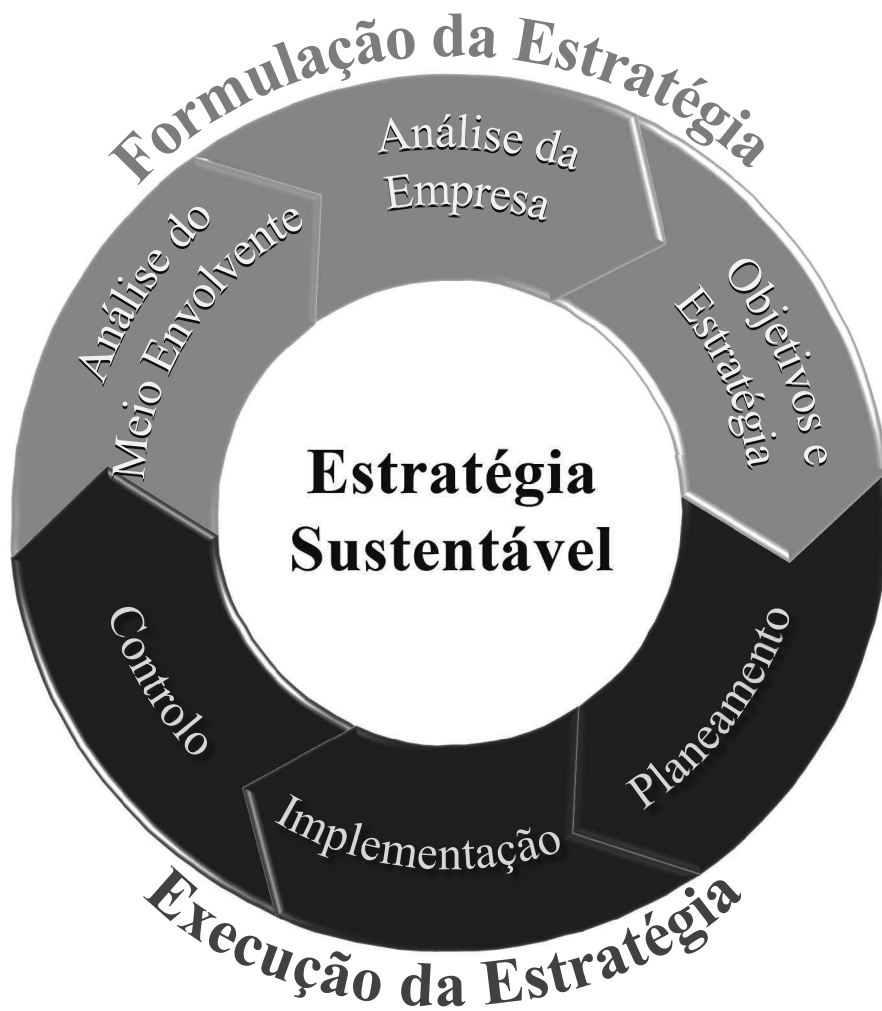 Formulação da Estratégia
Análise da
Empresa
Análise do
Meio Envolvente
Objetivos e
Estratégia
Estratégia
Sustentável
Controlo
Planeamento
Implementação
Execução da Estratégia